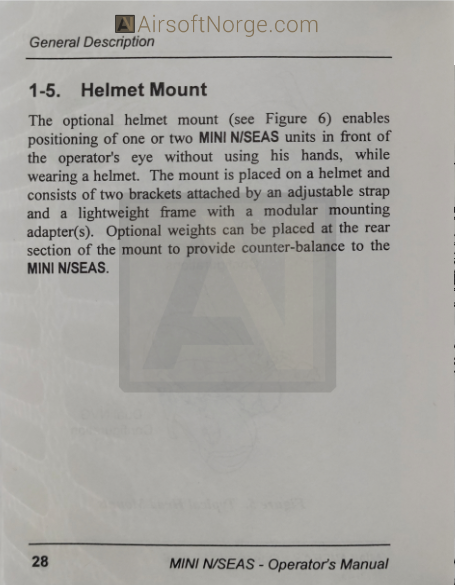 AirsoftNorge.com
General Description
1-5. Helmet Mount
The optional helmet mount (see Figure 6) enables
positioning of one or two MINI N/SEAS units in front of
the operator's eye without using his hands, while
wearing a helmet. The mount is placed on a helmet and
consists of two brackets attached by an adjustable strap
and a lightweight frame with a modular mounting
adapter(s). Optional weights can be placed at the rear
section of the mount to provide counter-balance to the
MINI N/SEAS.
28
MINI N/SEAS - Operator's Manual